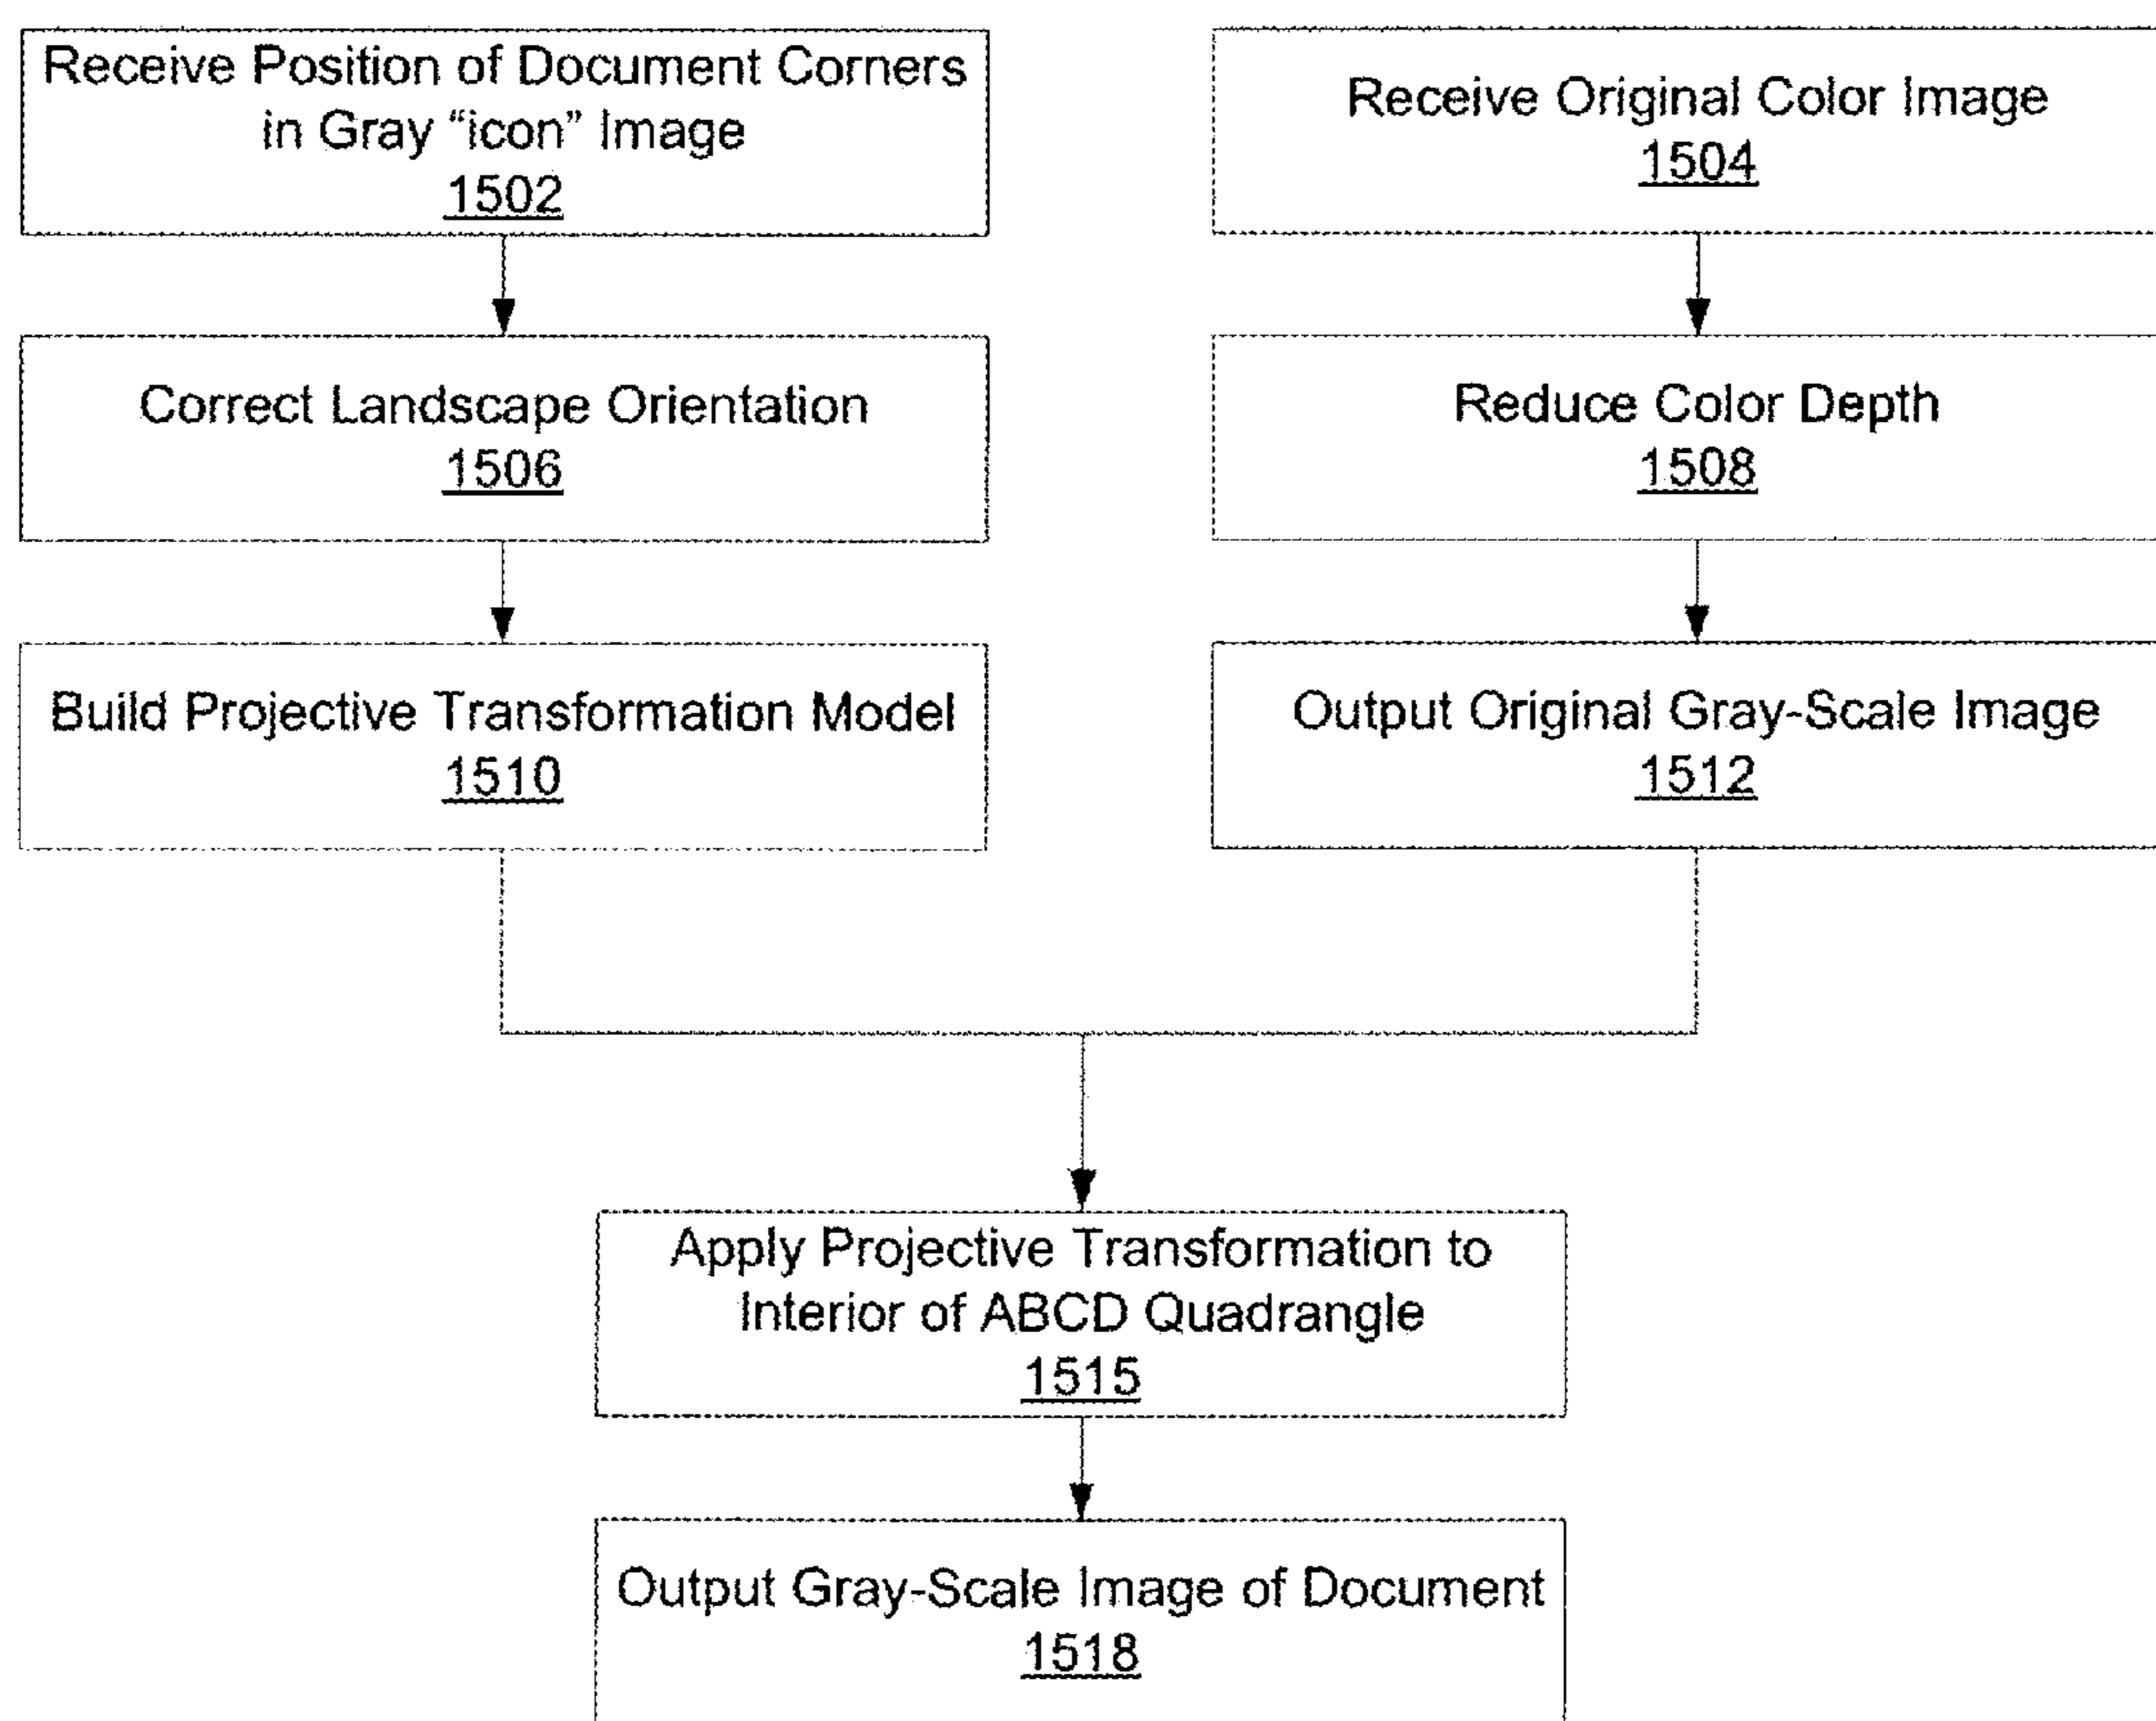 Receive Position of Document Corners
in Gray “icon” Image
1502
Receive Original Color Image
1504
Correct Landscape Orientation
1506
Reduce Color Depth
1508
Build Projective Transformation Model
1510
Output Original Gray-Scale Image
1512
Apply Projective Transformation to
Interior of ABCD Quadrangle
1515
Output Gray-Scale Image of Document
1518